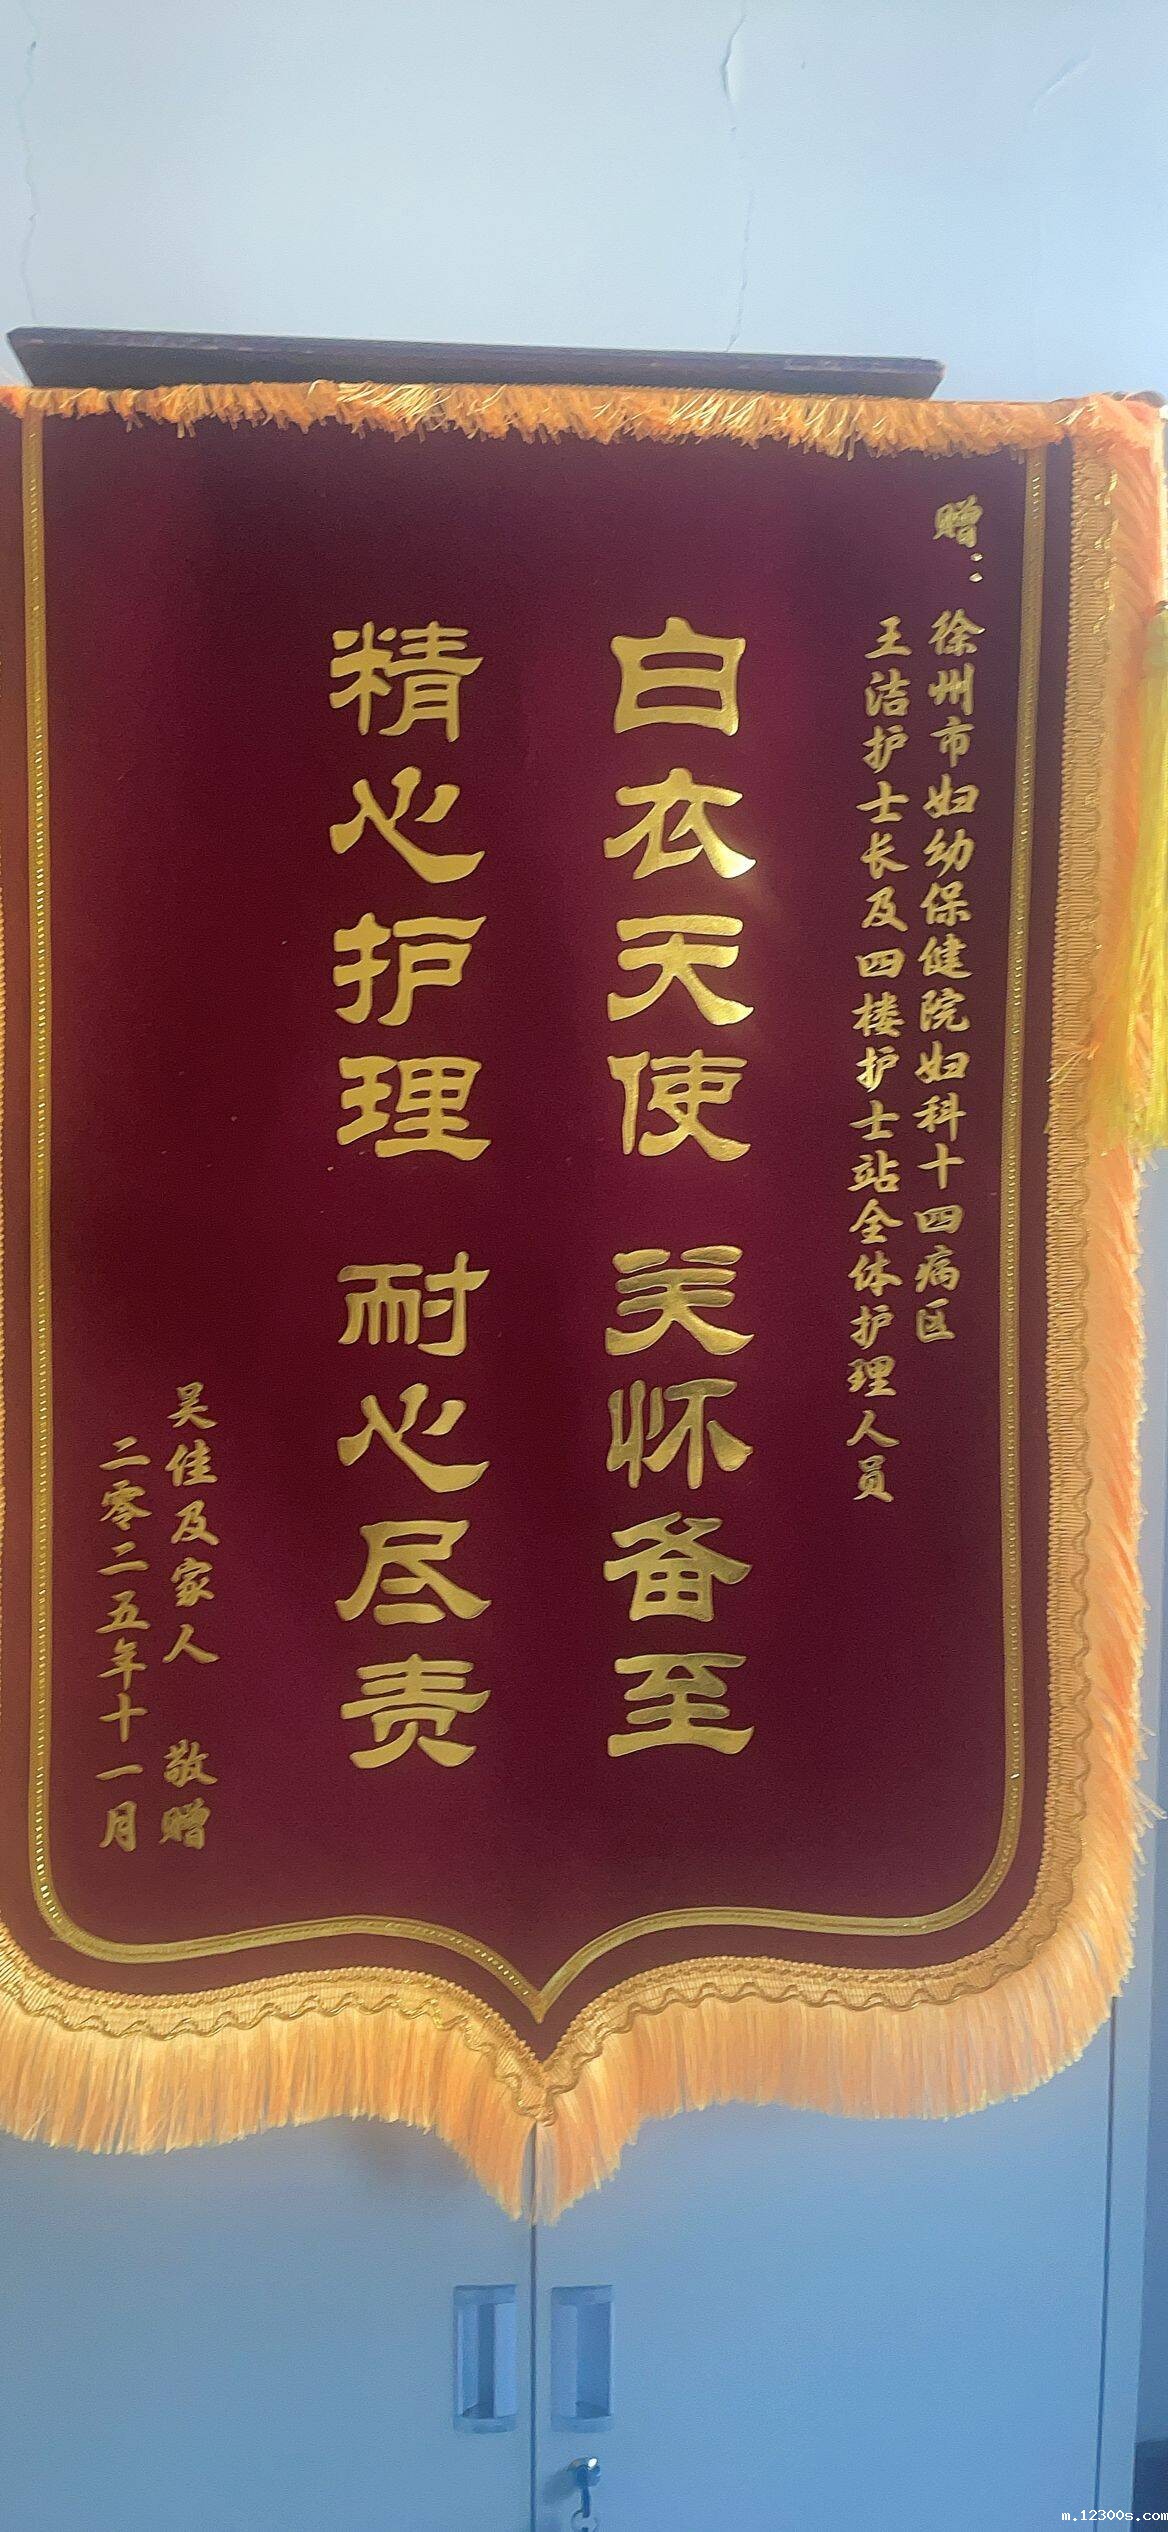 赠：徐州市妇幼保健院妇科十四病区
王洁护士长及四楼护士站全体护理人员
白衣天使 关怀备至
精心护理 耐心尽责
吴佳及家人 敬赠
二零二五年十一月
m.12300s.com